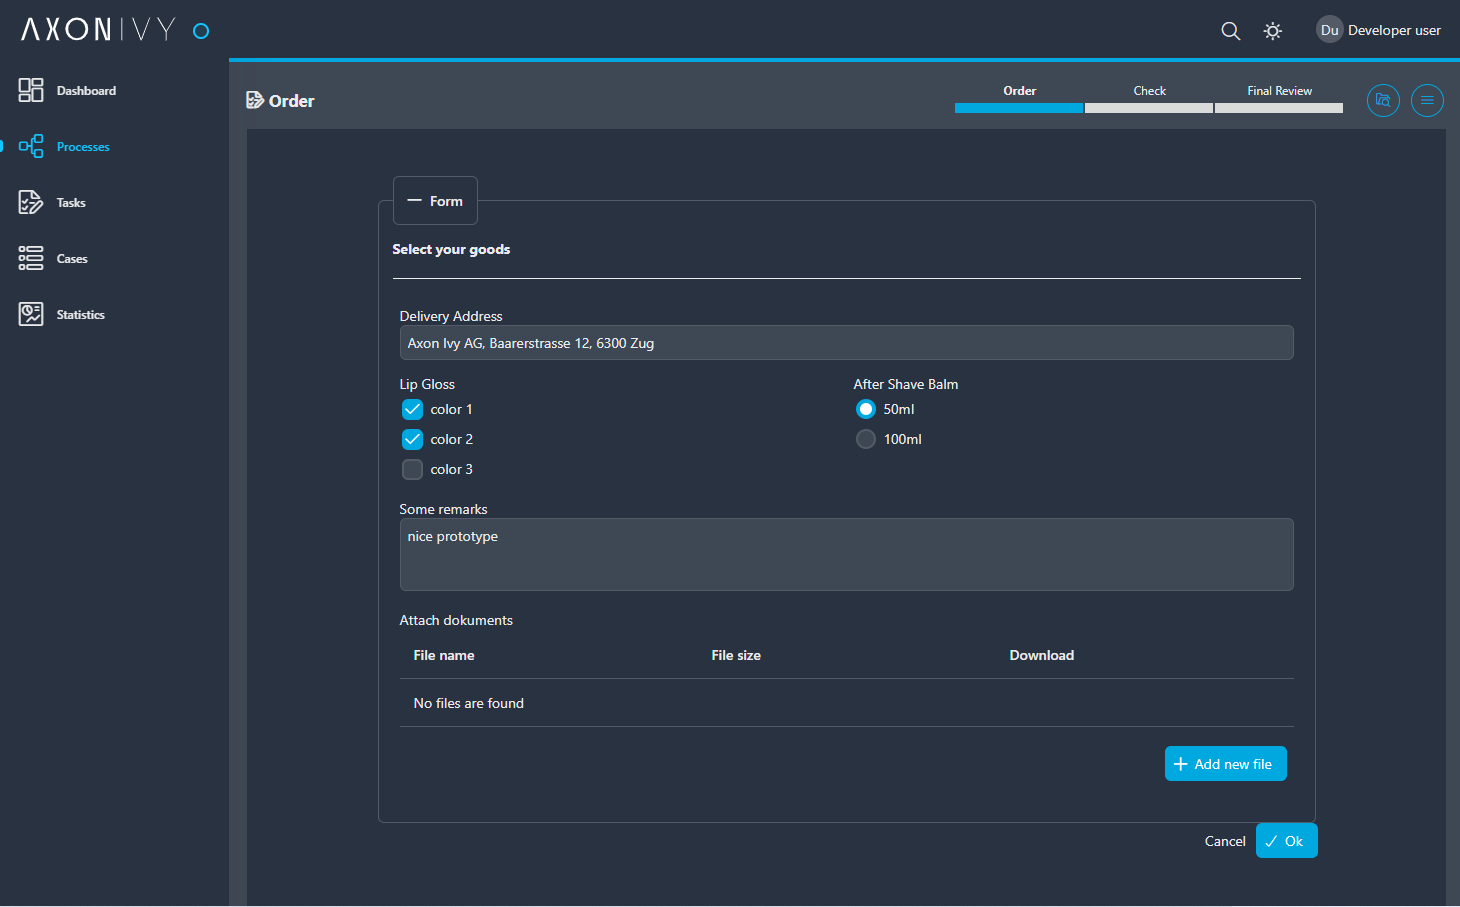 AXONIVY
Du Developer user
Dashboard
Processes
Tasks
Cases
Statistics
Order
Order Check Final Review
Form
Select your goods
Delivery Address
Axon Ivy AG, Baarerstrasse 12, 6300 Zug
Lip Gloss
color 1
color 2
color 3
After Shave Balm
50ml
100ml
Some remarks
nice prototype
Attach dokuments
File name File size Download
No files are found
Add new file
Cancel Ok